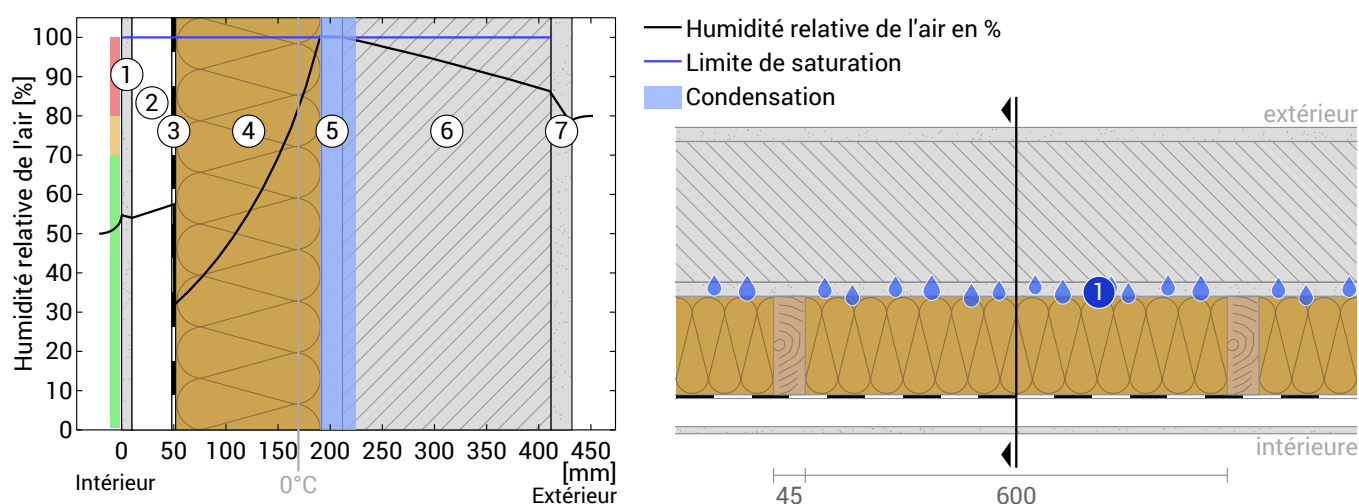 Humidité relative de l'air [%]
100
90
80
70
60
50
40
30
20
10
0
1
2
3
4
5
6
7
0 50 100 150 200 250 300 350 400 450
[mm]
Intérieur
0°C
Extérieur
Humidité relative de l'air en %
Limite de saturation
Condensation
extérieur
1
intérieure
45
600